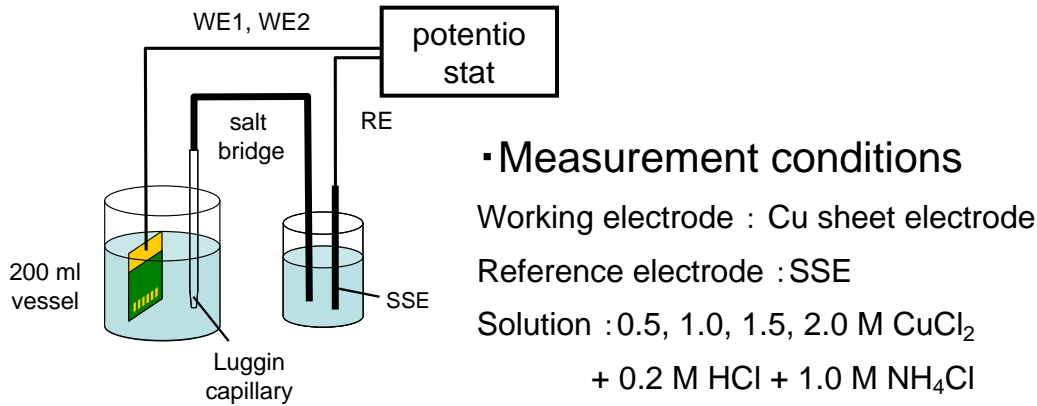 WE1, WE2
potentio
stat
salt
bridge
RE
200 ml
vessel
SSE
Luggin
capillary
・Measurement conditions
Working electrode : Cu sheet electrode
Reference electrode : SSE
Solution : 0.5, 1.0, 1.5, 2.0 M CuCl₂
+ 0.2 M HCl + 1.0 M NH₄Cl